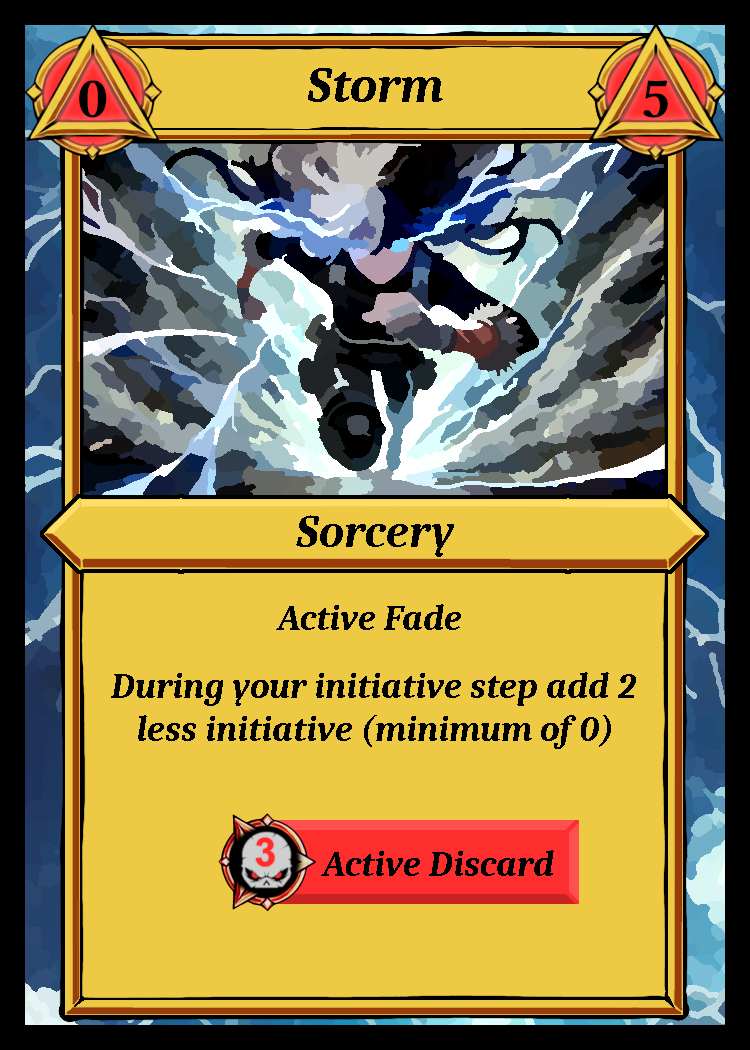 0
Storm
5
Sorcery
Active Fade
During your initiative step add 2
less initiative (minimum of 0)
3
Active Discard